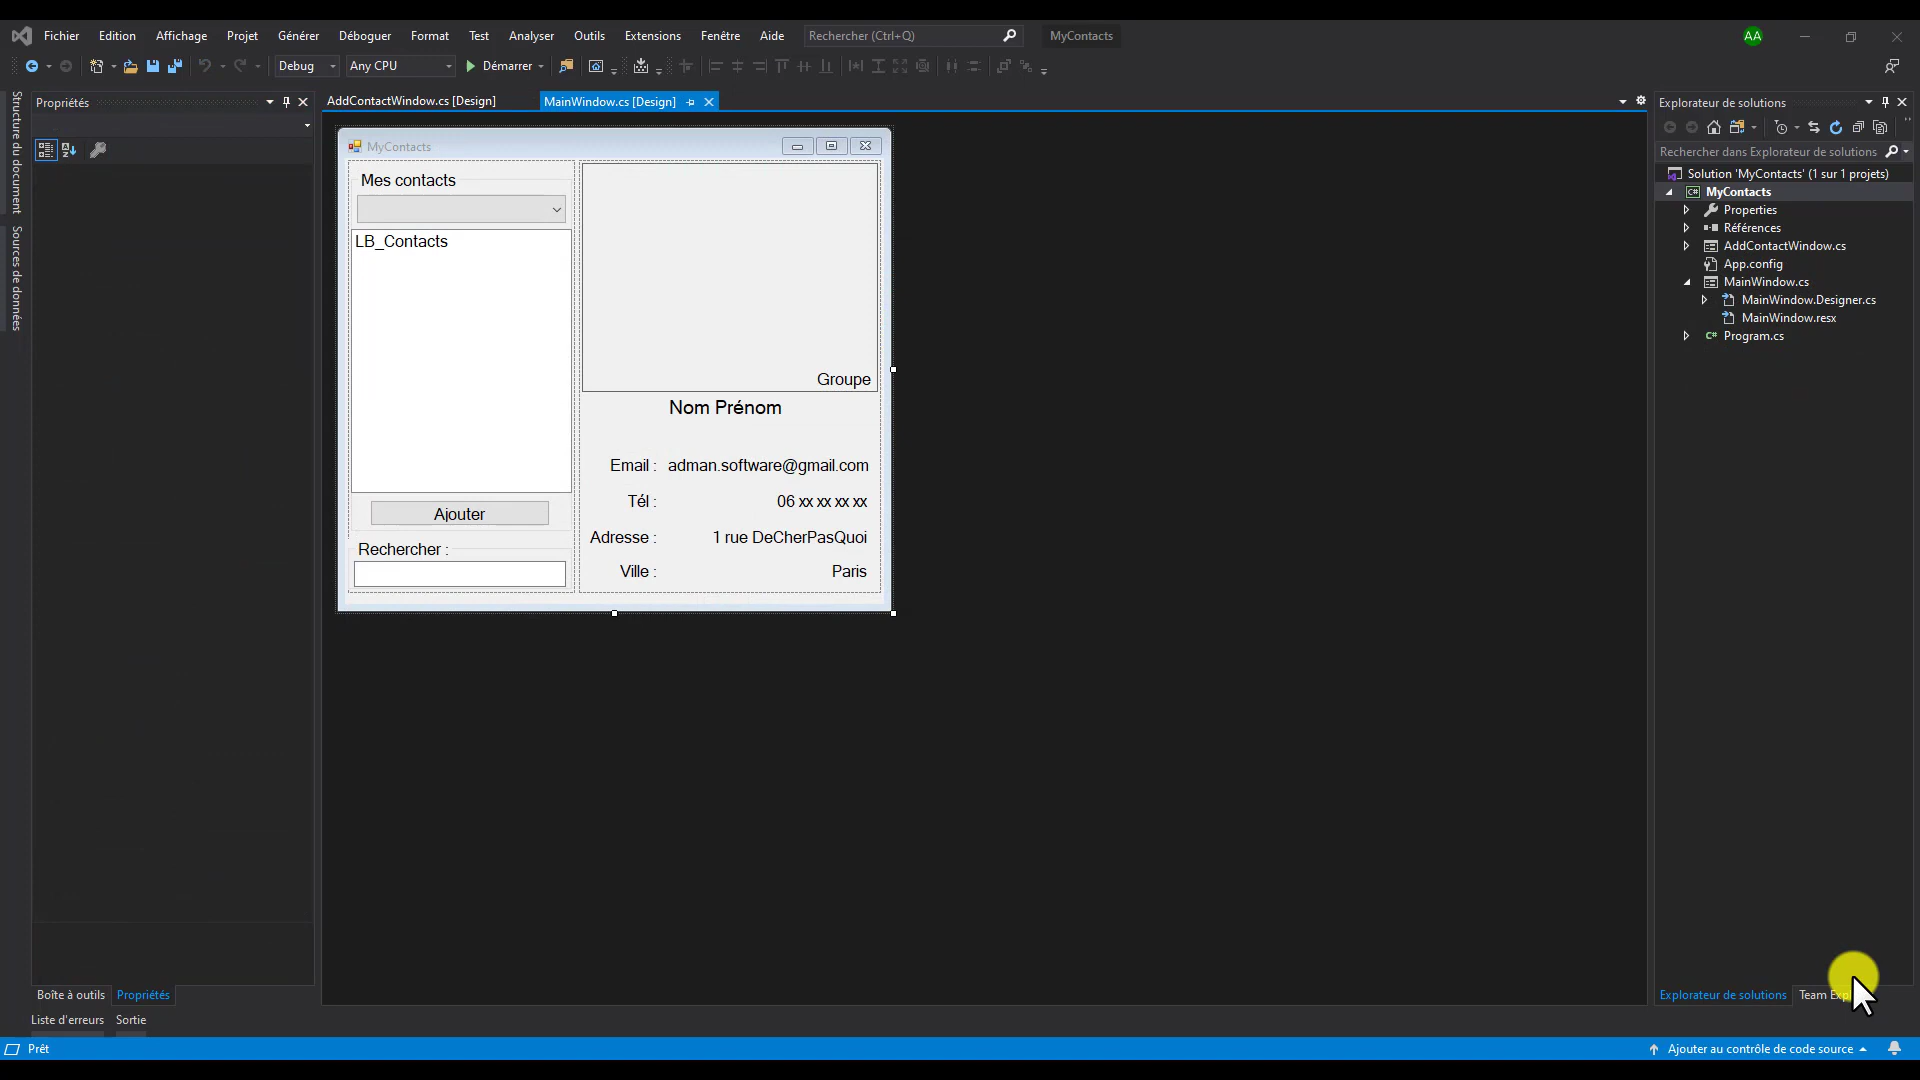 Fichier Edition Affichage Projet Générer Déboguer Format Test Analyser Outils Extensions Fenêtre Aide Rechercher (Ctrl+Q) MyContacts AA
Debug Any CPU Démarrer
Structure du document
Sources de données
Propriétés
AddContactWindow.cs [Design] MainWindow.cs [Design]
MyContacts
Mes contacts
LB_Contacts
Ajouter
Rechercher :
Groupe
Nom Prénom
Email : adman.software@gmail.com
Tél : 06 xx xx xx xx
Adresse : 1 rue DeCherPasQuoi
Ville : Paris
Explorateur de solutions
Rechercher dans Explorateur de solutions
Solution 'MyContacts' (1 sur 1 projets)
C# MyContacts
Properties
Références
AddContactWindow.cs
App.config
MainWindow.cs
MainWindow.Designer.cs
MainWindow.resx
C# Program.cs
Boîte à outils Propriétés
Explorateur de solutions Team
Liste d'erreurs Sortie
Prêt
Ajouter au contrôle de code source